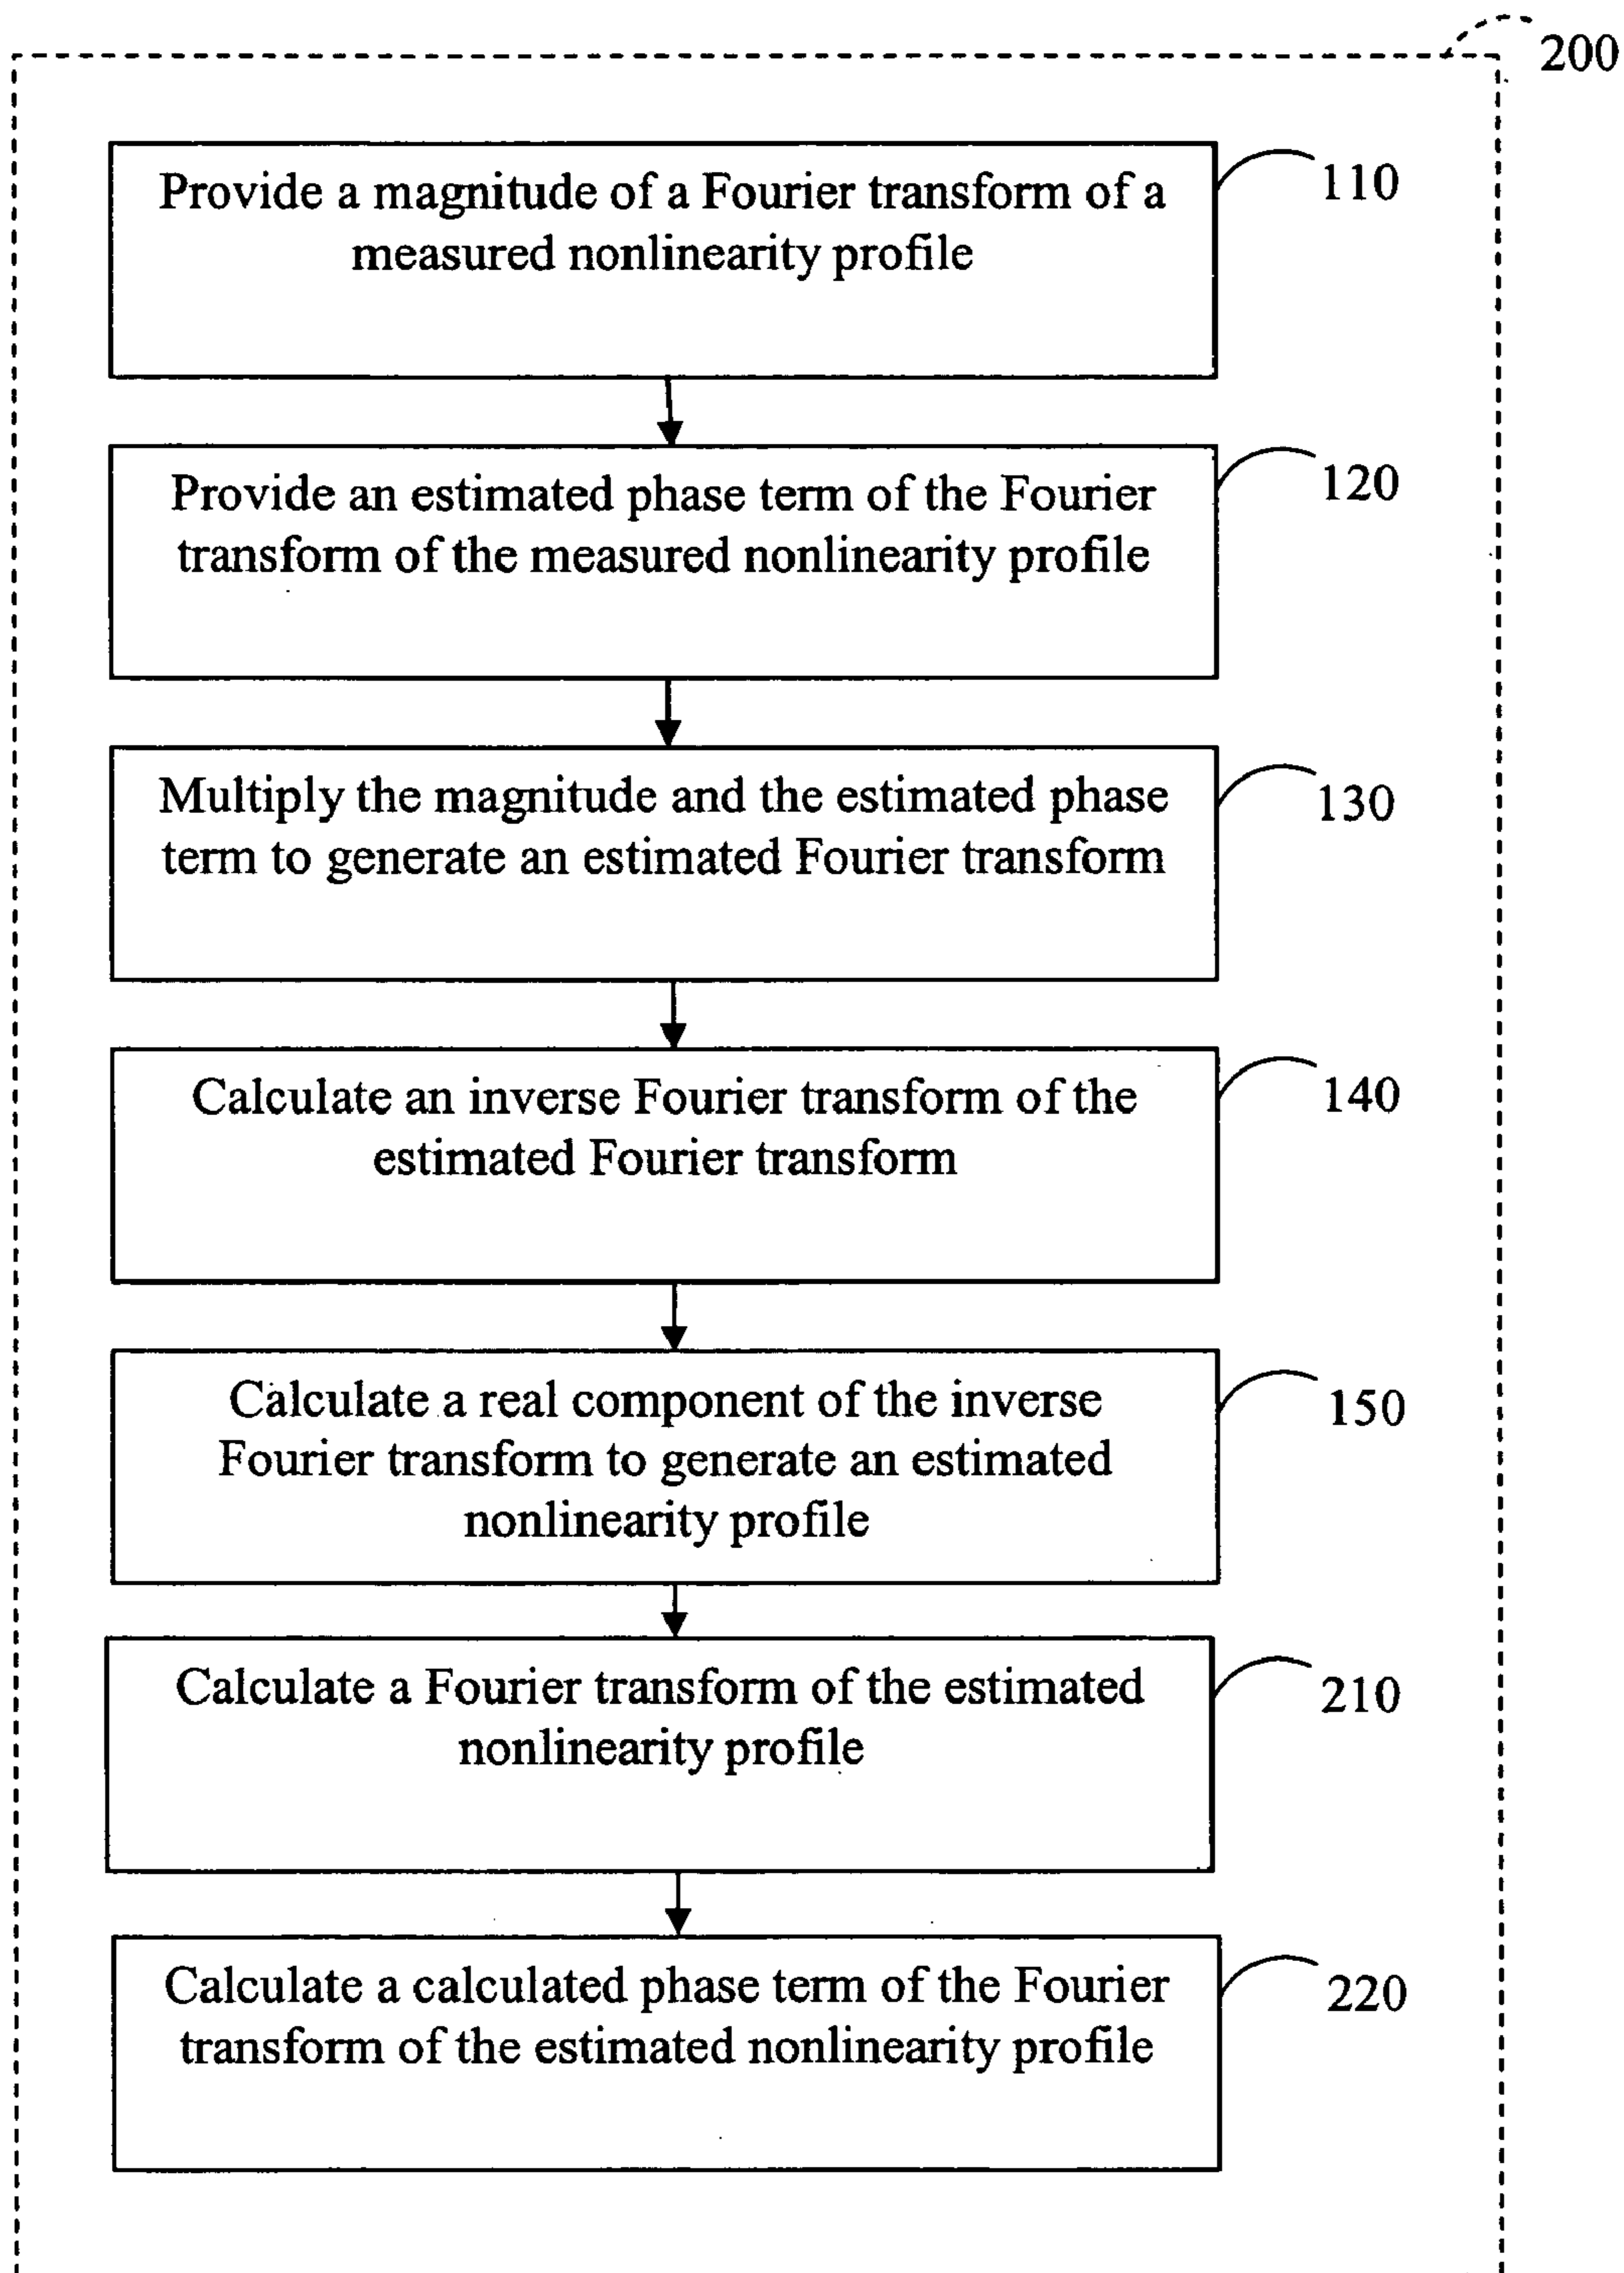 200
Provide a magnitude of a Fourier transform of a
measured nonlinearity profile
110
Provide an estimated phase term of the Fourier
transform of the measured nonlinearity profile
120
Multiply the magnitude and the estimated phase
term to generate an estimated Fourier transform
130
Calculate an inverse Fourier transform of the
estimated Fourier transform
140
Calculate a real component of the inverse
Fourier transform to generate an estimated
nonlinearity profile
150
Calculate a Fourier transform of the estimated
nonlinearity profile
210
Calculate a calculated phase term of the Fourier
transform of the estimated nonlinearity profile
220